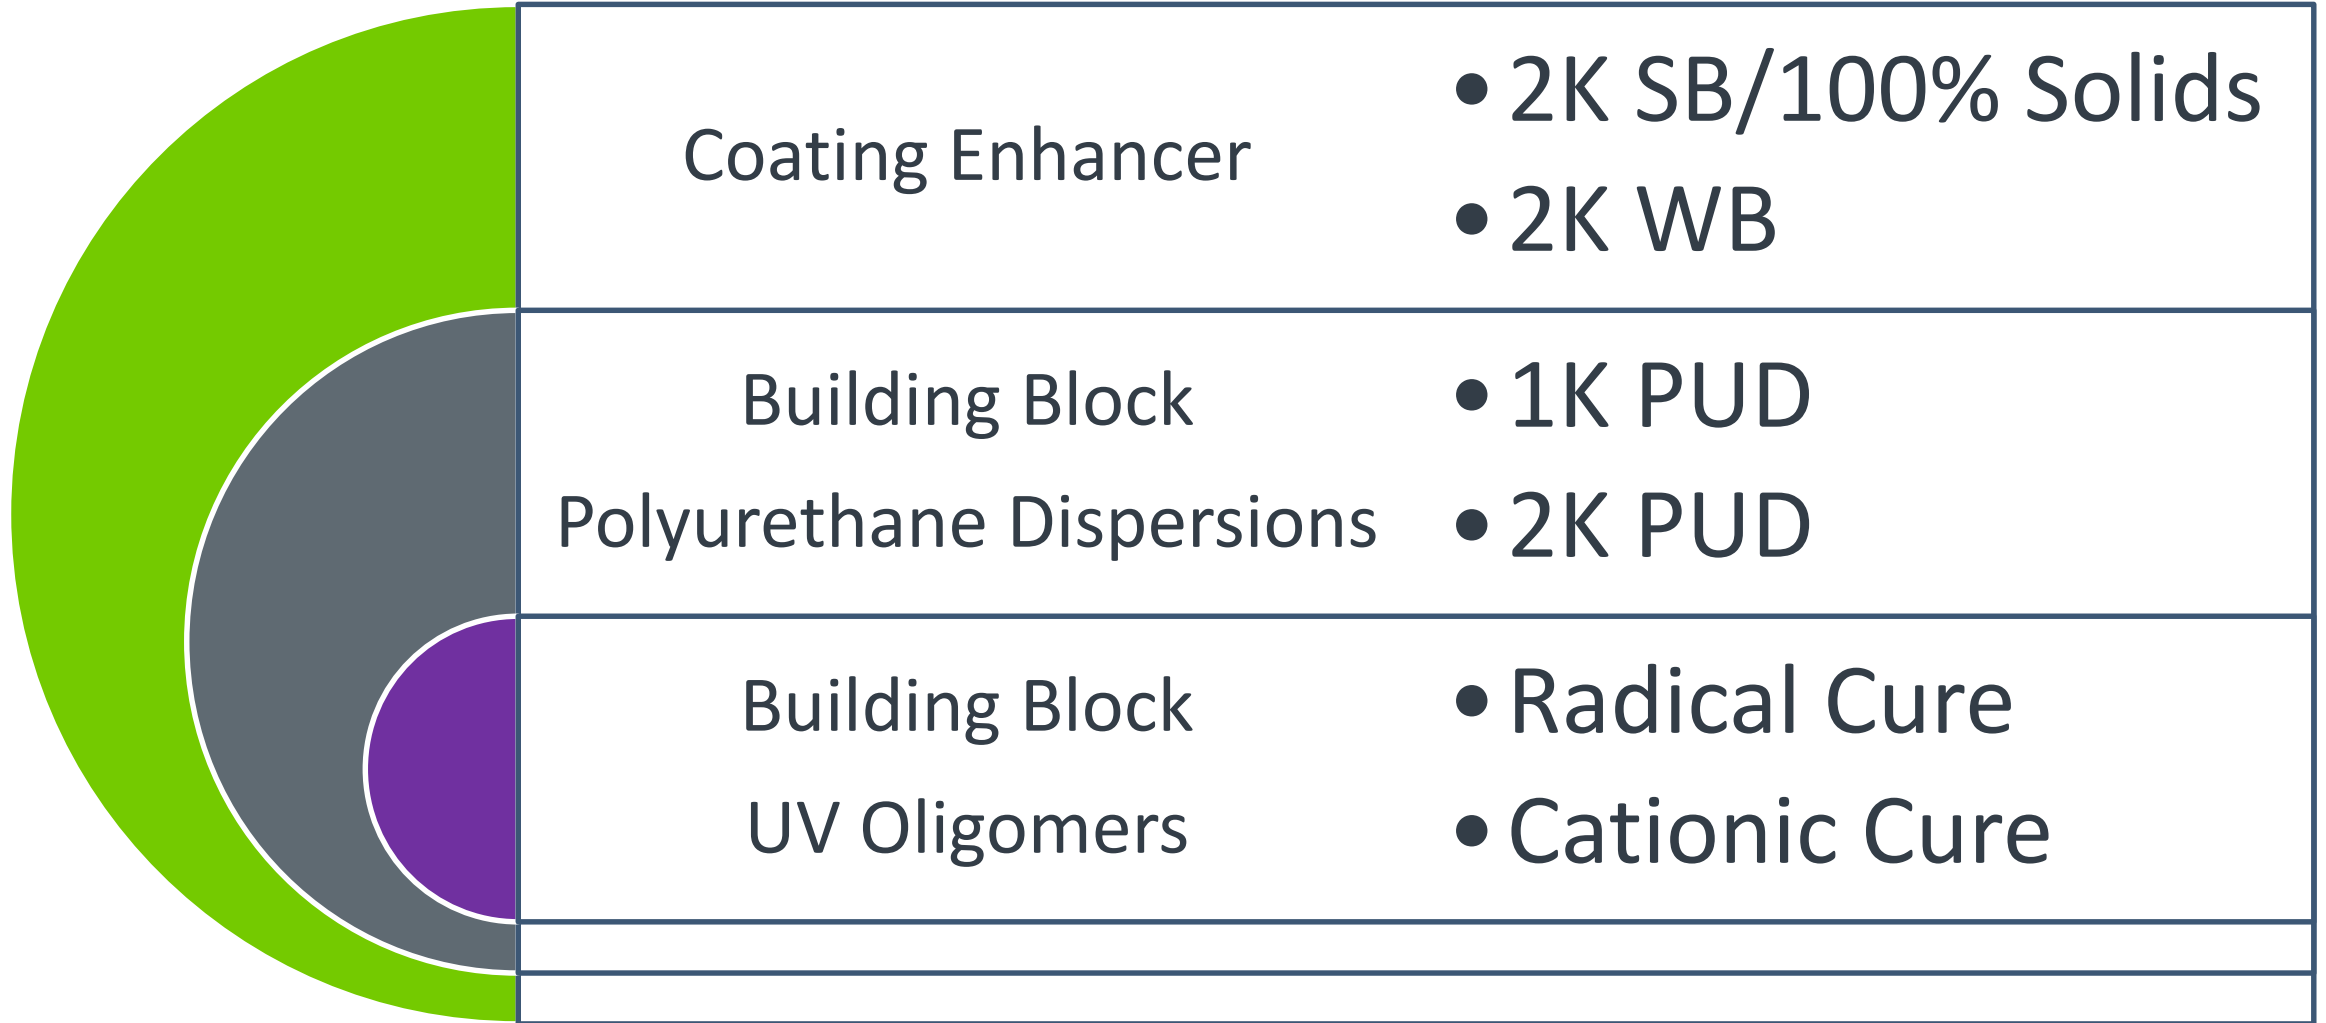 Coating Enhancer
• 2K SB/100% Solids
• 2K WB
Building Block
Polyurethane Dispersions
• 1K PUD
• 2K PUD
Building Block
UV Oligomers
• Radical Cure
• Cationic Cure